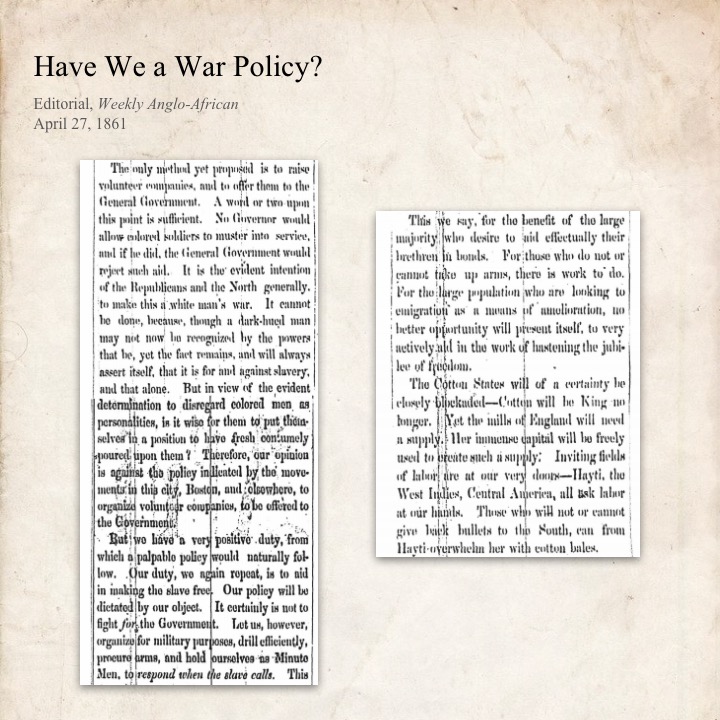 Have We a War Policy?
Editorial, Weekly Anglo-African
April 27, 1861
The only method yet proposed is to raise
volunteer companies, and to offer them to the
General Government. A word or two upon
this point is sufficient. No Governor would
allow colored soldiers to muster into service,
and if he did, the General Government would
reject such aid. It is the evident intention
of the Republicans and the North generally,
to make this a white man's war. It cannot
be done, because, though a dark-hued man
may not now be recognized by the powers
that be, yet the fact remains, and will always
assert itself, that it is for and against slavery,
and that alone. But in view of the evident
determination to disregard colored men as
personalities, is it wise for them to put them-
selves in a position to have fresh contumely
poured upon them? Therefore, our opinion
is against the policy indicated by the move-
ments in this city, Boston, and elsewhere, to
organize volunteer companies, to be offered to
the Government.
But we have a very positive duty, from
which a palpable policy would naturally fol-
low. Our duty, we again repeat, is to aid
in making the slave free. Our policy will be
dictated by our object. It certainly is not to
fight for the Government. Let us, however,
organize for military purposes, drill efficiently,
procure arms, and hold ourselves as Minute
Men, to respond when the slave calls. This
This we say, for the benefit of the large
majority who desire to aid effectually their
brethren in bonds. For those who do not or
cannot take up arms, there is work to do.
For the large population who are looking to
emigration as a means of amelioration, no
better opportunity will present itself, to very
actively aid in the work of hastening the jubi-
lee of freedom.
The Cotton States will of a certainty be
closely blockaded—Cotton will be King no
longer. Yet the mills of England will need
a supply. Her immense capital will be freely
used to create such a supply. Inviting fields
of labor are at our very doors—Hayti, the
West Indies, Central America, all ask labor
at our hands. Those who will not or cannot
give back bullets to the South, can from
Hayti overwhelm her with cotton bales.